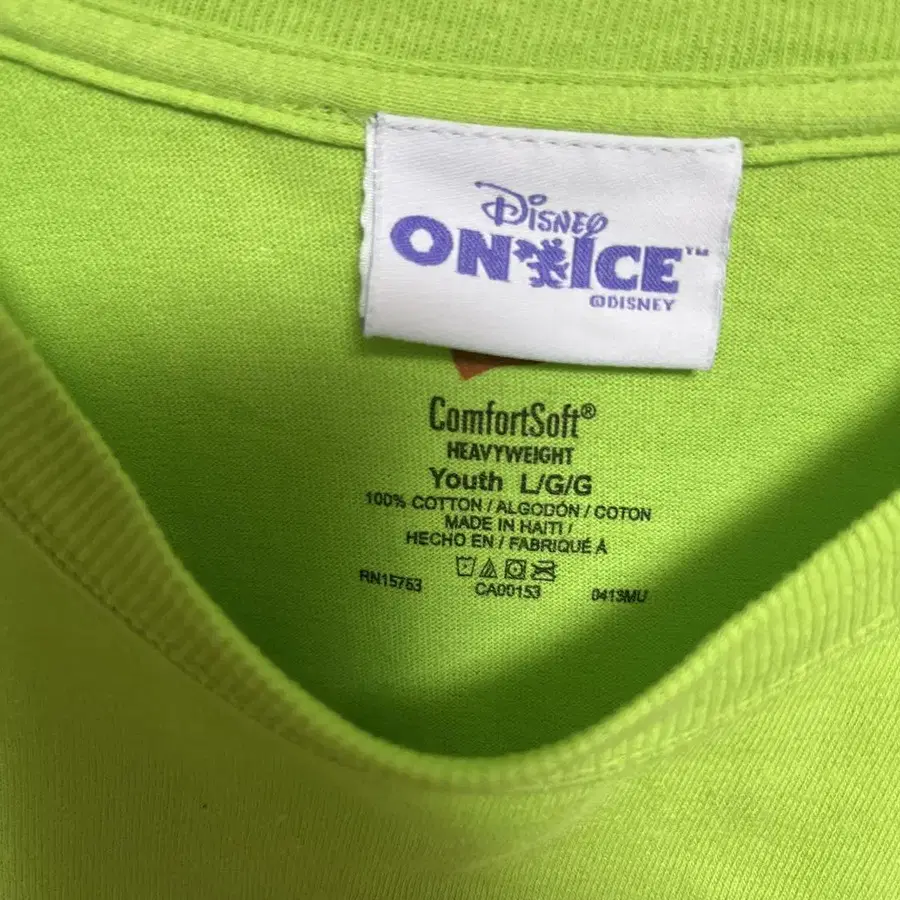 Disney
ON ICE™
©DISNEY
ComfortSoft®
HEAVYWEIGHT
Youth L/G/G
100% COTTON / ALGODÓN / COTON
MADE IN HAITI /
HECHO EN / FABRIQUÉ À
RN15763 CA00153 0413MU